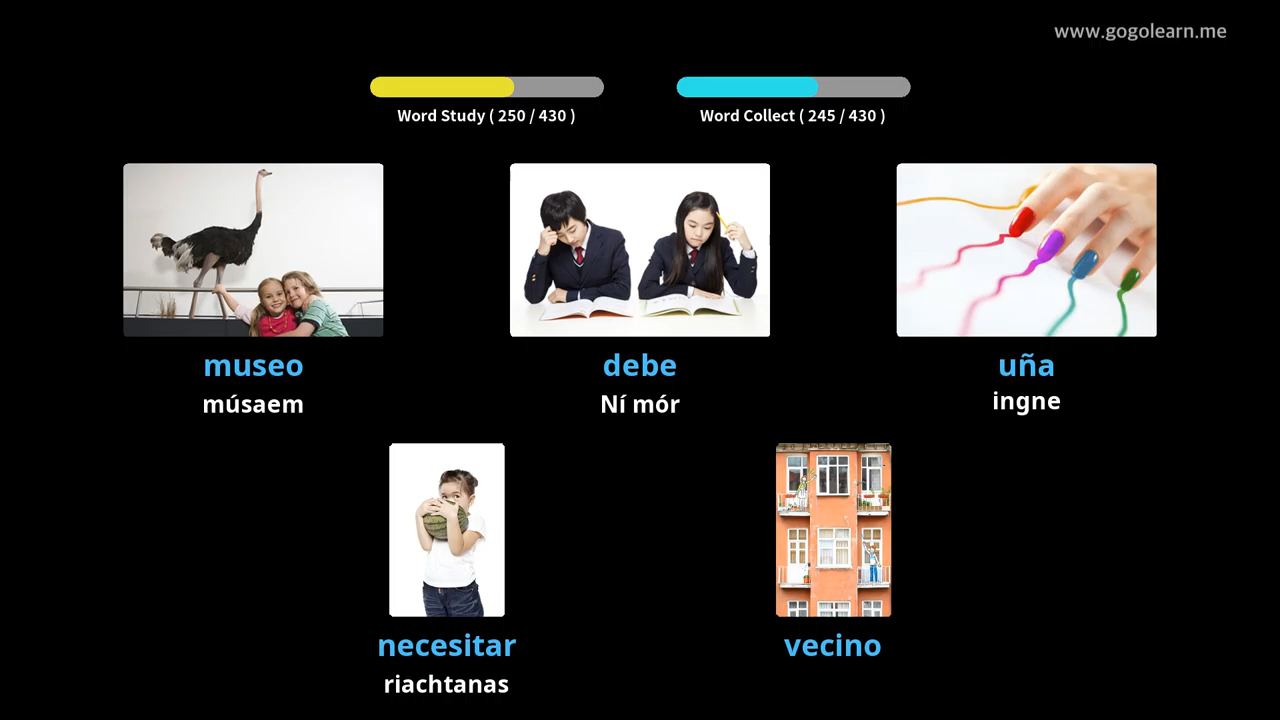 www.gogolearn.me
Word Study ( 250 / 430 )
Word Collect ( 245 / 430 )
museo
debe
uña
músaem
Ní mór
ingne
necesitar
vecino
riachtanas